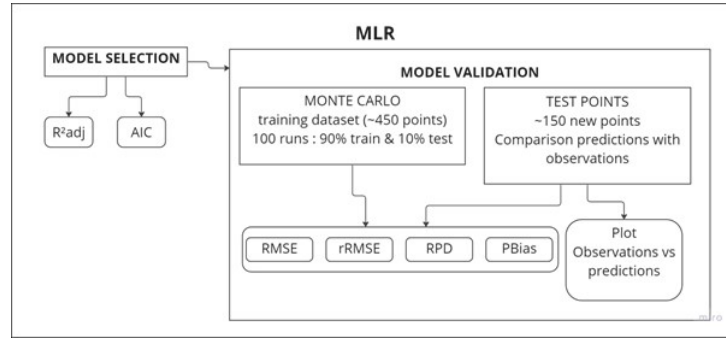 MLR
MODEL SELECTION
R²adj
AIC
MODEL VALIDATION
MONTE CARLO
training dataset (~450 points)
100 runs : 90% train & 10% test
TEST POINTS
~150 new points
Comparison predictions with
observations
RMSE
rRMSE
RPD
PBias
Plot
Observations vs
predictions
miro